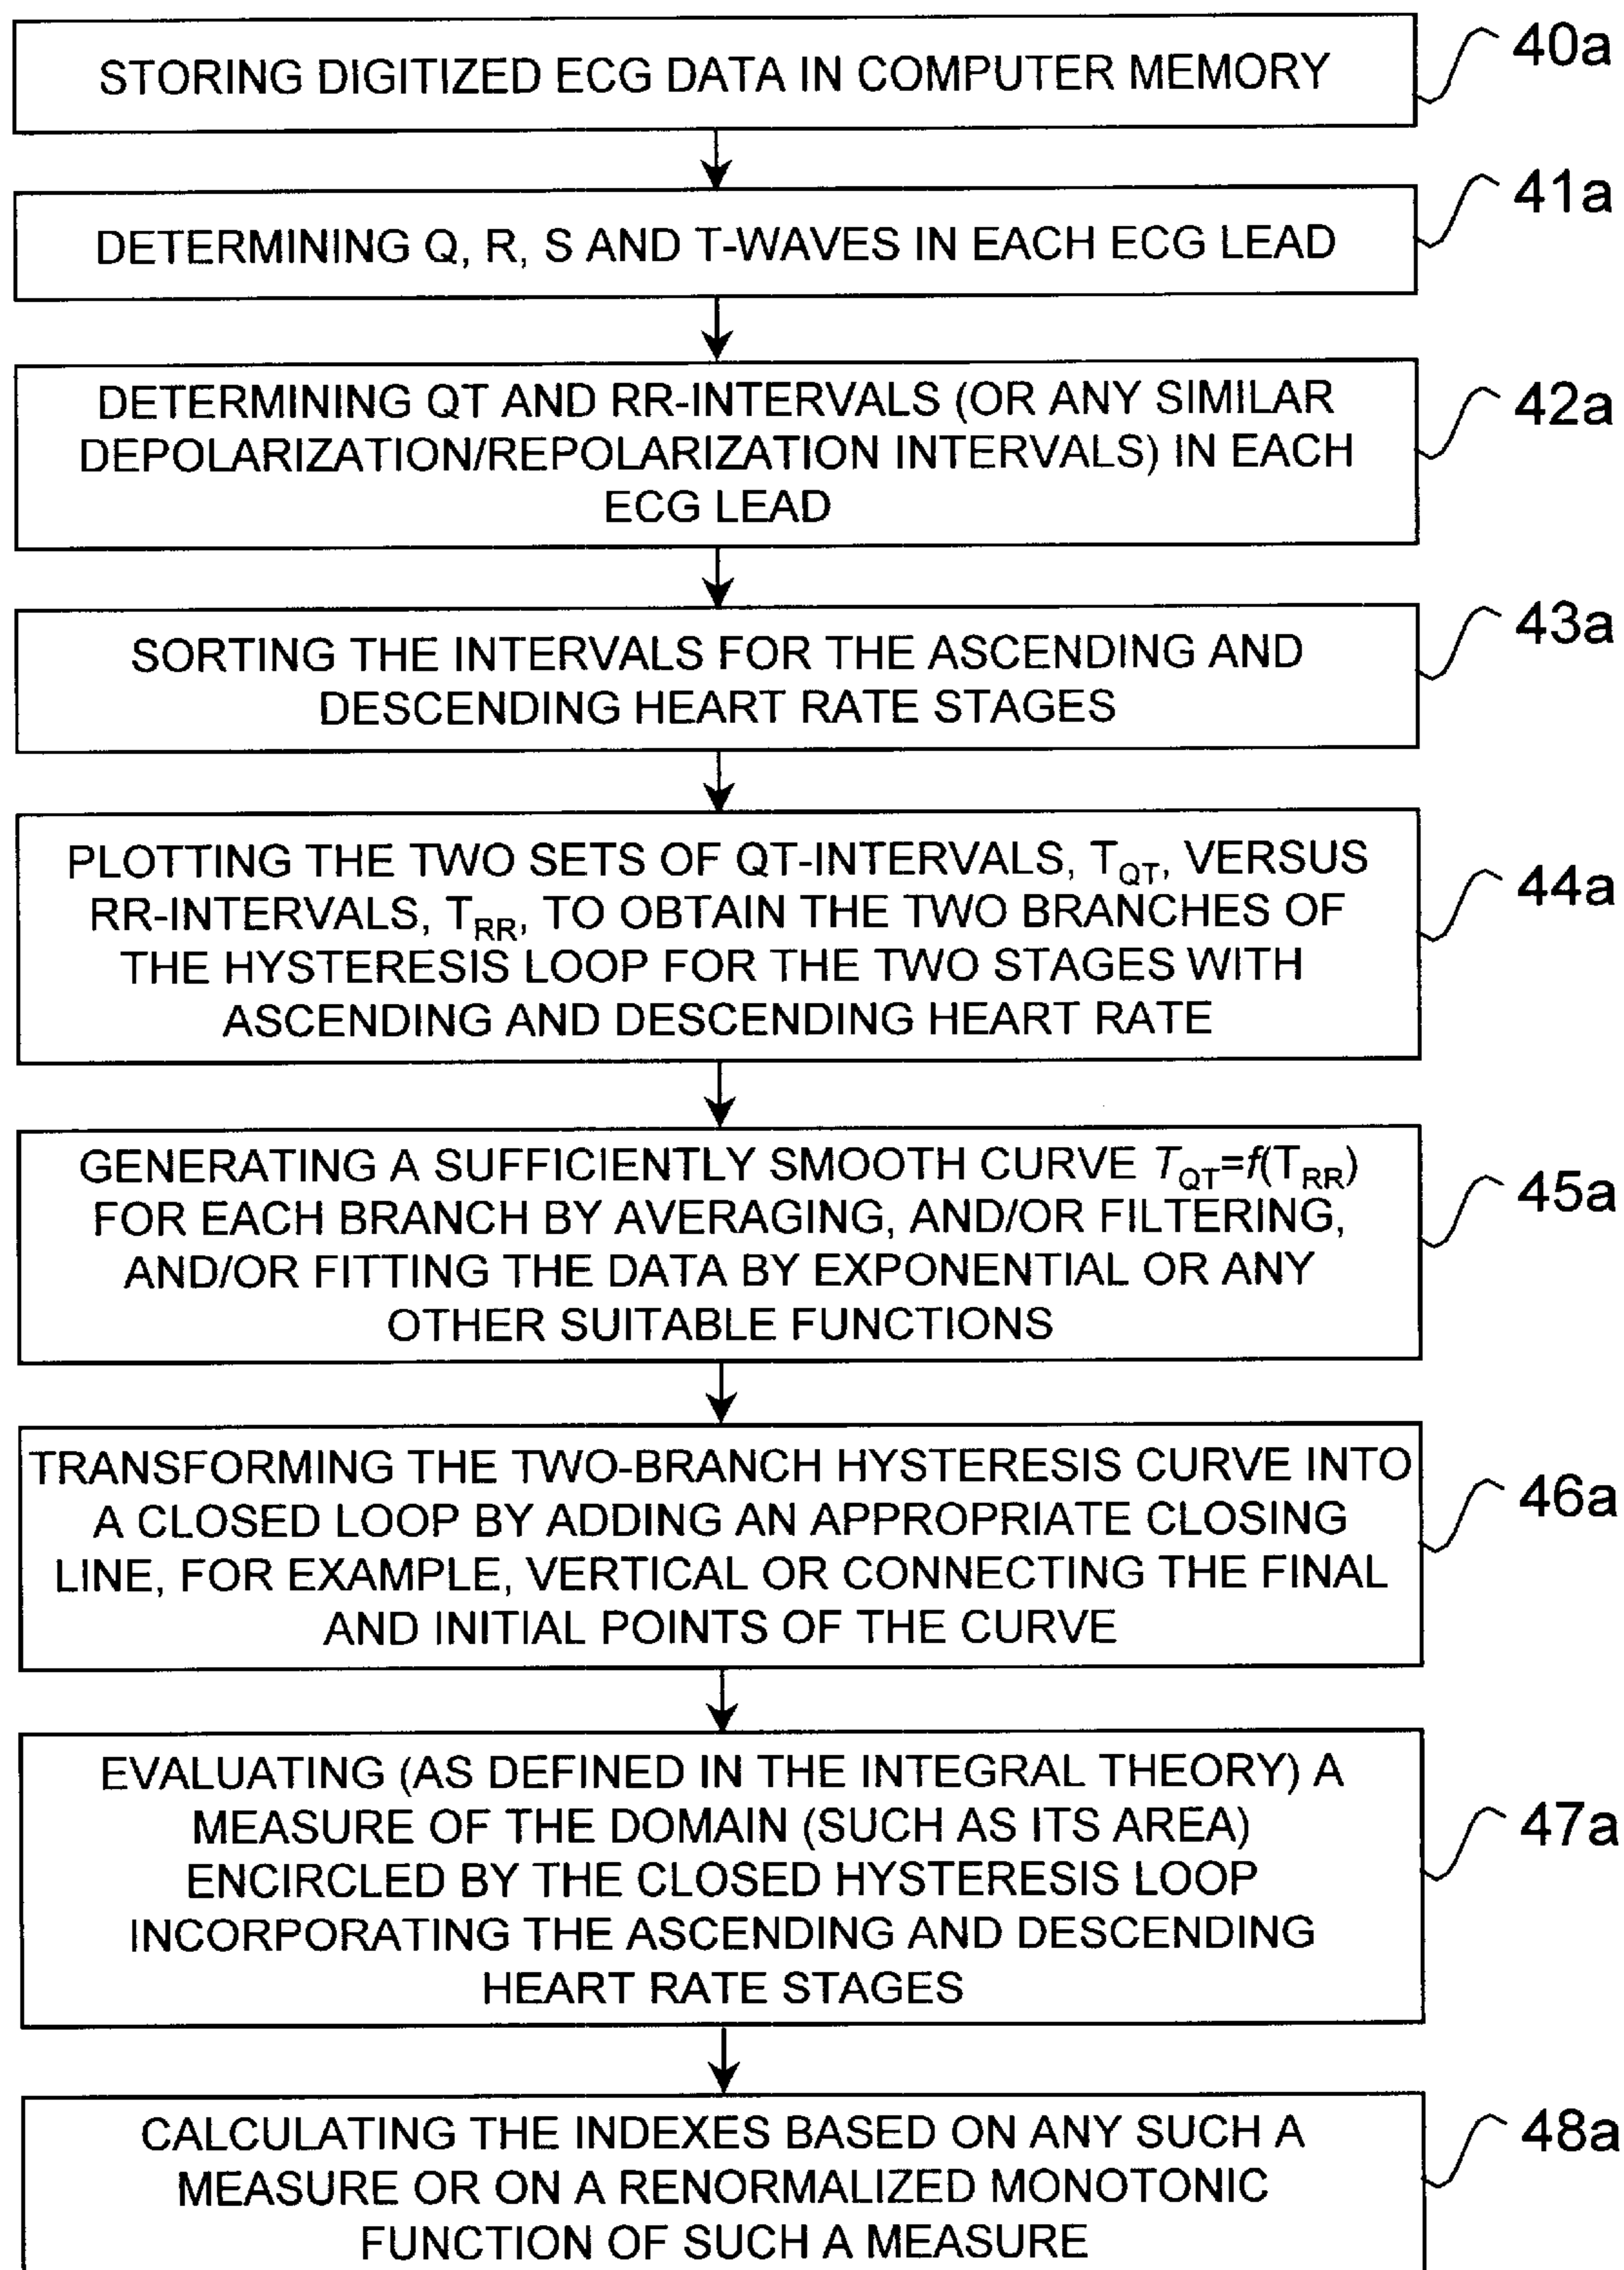 STORING DIGITIZED ECG DATA IN COMPUTER MEMORY
40a
DETERMINING Q, R, S AND T-WAVES IN EACH ECG LEAD
41a
DETERMINING QT AND RR-INTERVALS (OR ANY SIMILAR
DEPOLARIZATION/REPOLARIZATION INTERVALS) IN EACH
ECG LEAD
42a
SORTING THE INTERVALS FOR THE ASCENDING AND
DESCENDING HEART RATE STAGES
43a
PLOTTING THE TWO SETS OF QT-INTERVALS, T_QT, VERSUS
RR-INTERVALS, T_RR, TO OBTAIN THE TWO BRANCHES OF
THE HYSTERESIS LOOP FOR THE TWO STAGES WITH
ASCENDING AND DESCENDING HEART RATE
44a
GENERATING A SUFFICIENTLY SMOOTH CURVE T_QT=f(T_RR)
FOR EACH BRANCH BY AVERAGING, AND/OR FILTERING,
AND/OR FITTING THE DATA BY EXPONENTIAL OR ANY
OTHER SUITABLE FUNCTIONS
45a
TRANSFORMING THE TWO-BRANCH HYSTERESIS CURVE INTO
A CLOSED LOOP BY ADDING AN APPROPRIATE CLOSING
LINE, FOR EXAMPLE, VERTICAL OR CONNECTING THE FINAL
AND INITIAL POINTS OF THE CURVE
46a
EVALUATING (AS DEFINED IN THE INTEGRAL THEORY) A
MEASURE OF THE DOMAIN (SUCH AS ITS AREA)
ENCIRCLED BY THE CLOSED HYSTERESIS LOOP
INCORPORATING THE ASCENDING AND DESCENDING
HEART RATE STAGES
47a
CALCULATING THE INDEXES BASED ON ANY SUCH A
MEASURE OR ON A RENORMALIZED MONOTONIC
FUNCTION OF SUCH A MEASURE
48a